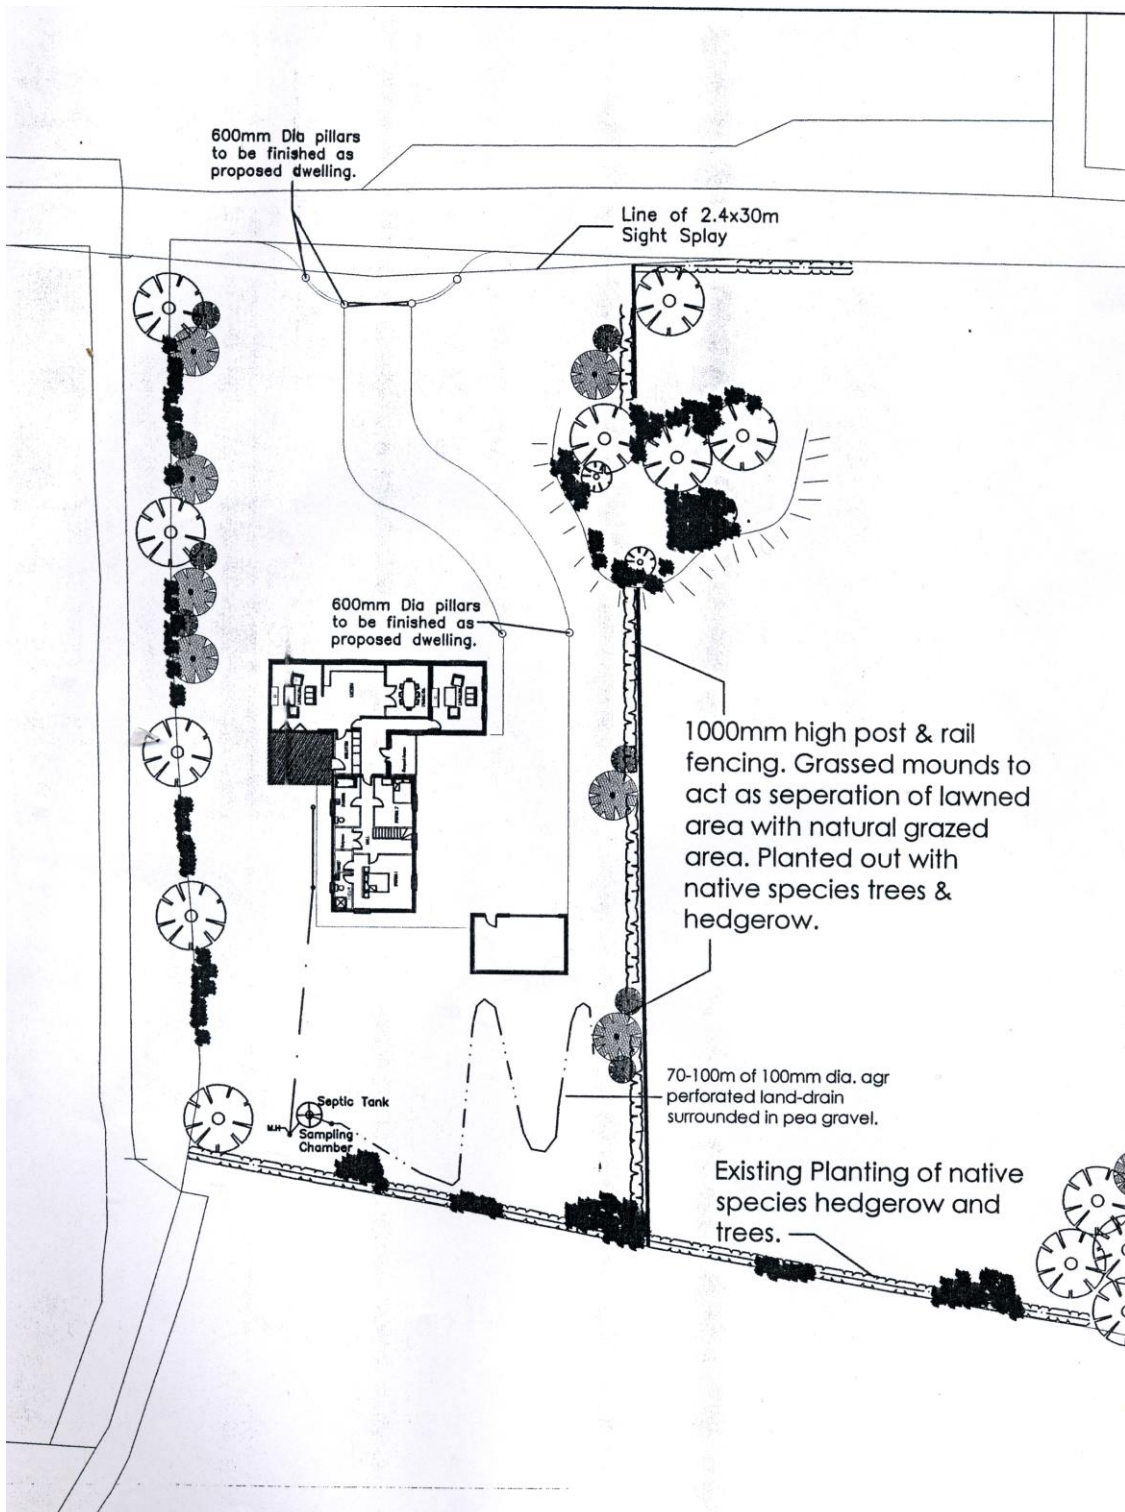 600mm Dia pillars
to be finished as
proposed dwelling.
Line of 2.4x30m
Sight Splay
600mm Dia pillars
to be finished as
proposed dwelling.
1000mm high post & rail
fencing. Grassed mounds to
act as seperation of lawned
area with natural grazed
area. Planted out with
native species trees &
hedgerow.
70-100m of 100mm dia. agr
perforated land-drain
surrounded in pea gravel.
Septic Tank
M.H
Sampling
Chamber
Existing Planting of native
species hedgerow and
trees.